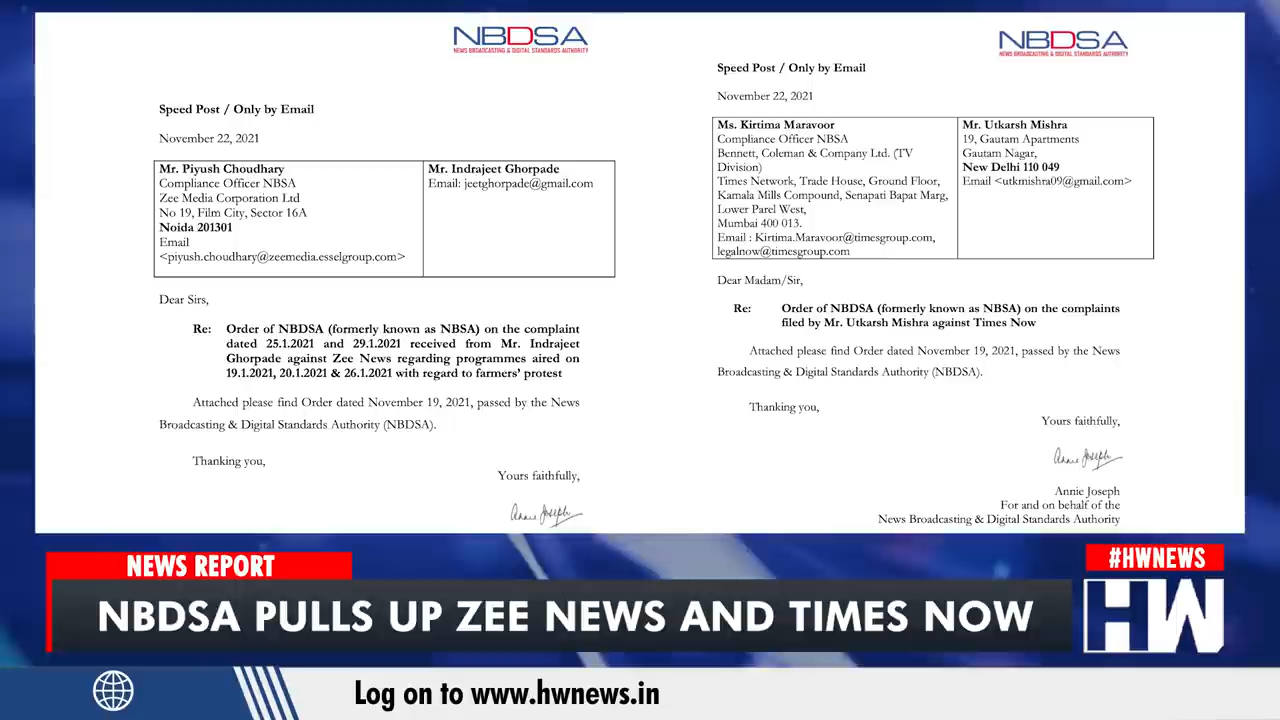 NBDSA
NEWS BROADCASTING & DIGITAL STANDARDS AUTHORITY
Speed Post / Only by Email
November 22, 2021
Mr. Piyush Choudhary
Compliance Officer NBSA
Zee Media Corporation Ltd
No 19, Film City, Sector 16A
Noida 201301
Email
<piyush.choudhary@zeemedia.esselgroup.com>
Mr. Indrajeet Ghorpade
Email: jeetghorpade@gmail.com
Dear Sirs,
Re: Order of NBDSA (formerly known as NBSA) on the complaint
dated 25.1.2021 and 29.1.2021 received from Mr. Indrajeet
Ghorpade against Zee News regarding programmes aired on
19.1.2021, 20.1.2021 & 26.1.2021 with regard to farmers' protest
Attached please find Order dated November 19, 2021, passed by the News
Broadcasting & Digital Standards Authority (NBDSA).
Thanking you,
Yours faithfully,
Annie Joseph
NBDSA
NEWS BROADCASTING & DIGITAL STANDARDS AUTHORITY
Speed Post / Only by Email
November 22, 2021
Ms. Kirtima Maravoor
Compliance Officer NBSA
Bennett, Coleman & Company Ltd. (TV
Division)
Times Network, Trade House, Ground Floor,
Kamala Mills Compound, Senapati Bapat Marg,
Lower Parel West,
Mumbai 400 013.
Email : Kirtima.Maravoor@timesgroup.com,
legalnow@timesgroup.com
Mr. Utkarsh Mishra
19, Gautam Apartments
Gautam Nagar,
New Delhi 110 049
Email <utkmishra09@gmail.com>
Dear Madam/Sir,
Re: Order of NBDSA (formerly known as NBSA) on the complaints
filed by Mr. Utkarsh Mishra against Times Now
Attached please find Order dated November 19, 2021, passed by the News
Broadcasting & Digital Standards Authority (NBDSA).
Thanking you,
Yours faithfully,
Annie Joseph
Annie Joseph
For and on behalf of the
News Broadcasting & Digital Standards Authority
NEWS REPORT
#HWNEWS
NBDSA PULLS UP ZEE NEWS AND TIMES NOW
HW
Log on to www.hwnews.in